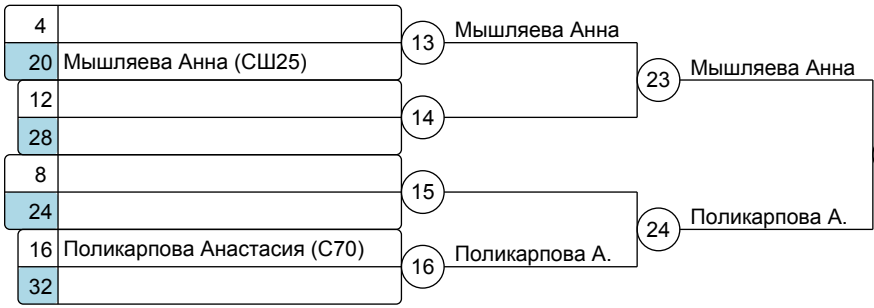 4
13 Мышляева Анна
20 Мышляева Анна (СШ25)
23 Мышляева Анна
12
14
28
8
15
24
24 Поликарпова А.
16 Поликарпова Анастасия (С70)
16 Поликарпова А.
32